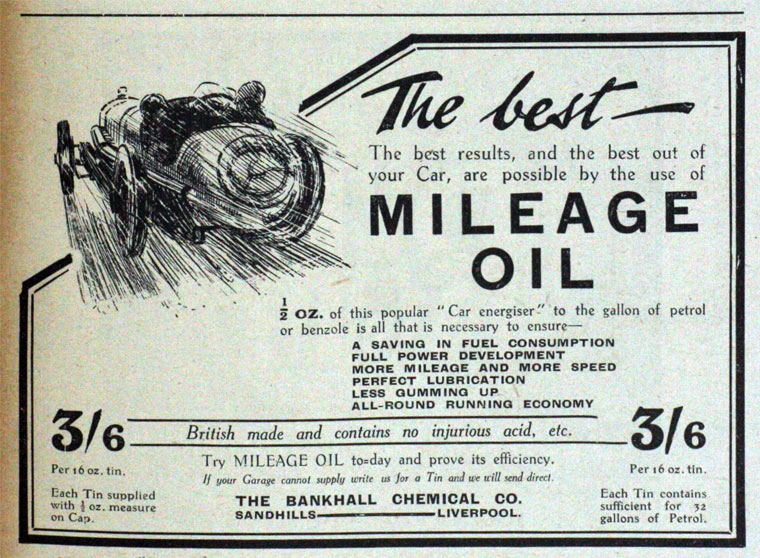 The best—
The best results, and the best out of
your Car, are possible by the use of
MILEAGE
OIL
½ OZ. of this popular "Car energiser" to the gallon of petrol
or benzole is all that is necessary to ensure—
A SAVING IN FUEL CONSUMPTION
FULL POWER DEVELOPMENT
MORE MILEAGE AND MORE SPEED
PERFECT LUBRICATION
LESS GUMMING UP
ALL-ROUND RUNNING ECONOMY
3/6
Per 16 oz. tin.
Each Tin supplied
with ½ oz. measure
on Cap.
British made and contains no injurious acid, etc.
Try MILEAGE OIL to=day and prove its efficiency.
If your Garage cannot supply write us for a Tin and we will send direct.
THE BANKHALL CHEMICAL CO.
SANDHILLS—LIVERPOOL.
3/6
Per 16 oz. tin.
Each Tin contains
sufficient for 32
gallons of Petrol.